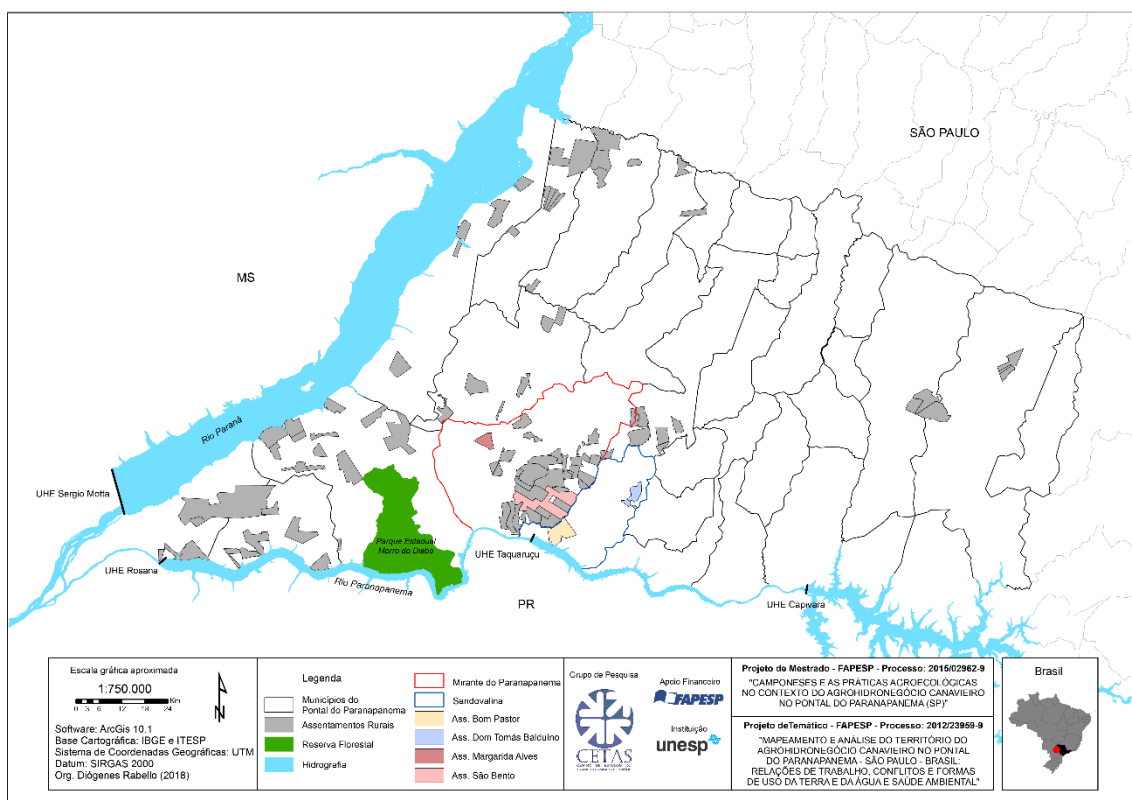 SÃO PAULO
MS
Rio Paraná
UHE Sergio Motta
Parque Estadual
Morro do Diabo
UHE Rosana
Rio Paranapanema
UHE Taquaruçu
PR
UHE Capivara
Escala gráfica aproximada
1:750.000
0 3 6 12 18 24 Km
Software: ArcGis 10.1
Base Cartográfica: IBGE e ITESP
Sistema de Coordenadas Geográficas: UTM
Datum: SIRGAS 2000
Org. Diógenes Rabello (2018)
Legenda
Municípios do
Pontal do Paranapanema
Assentamentos Rurais
Reserva Florestal
Hidrografia
Mirante do Paranapanema
Sandovalina
Ass. Bom Pastor
Ass. Dom Tomás Balduíno
Ass. Margarida Alves
Ass. São Bento
Grupo de Pesquisa
CETAS
Apoio Financeiro
FAPESP
Instituição
unesp
Projeto de Mestrado - FAPESP - Processo: 2015/02962-9
"CAMPONESES E AS PRÁTICAS AGROECOLÓGICAS
NO CONTEXTO DO AGROHIDRONEGÓCIO CANAVIEIRO
NO PONTAL DO PARANAPANEMA (SP)"
Projeto deTemático - FAPESP - Processo: 2012/23959-9
"MAPEAMENTO E ANÁLISE DO TERRITÓRIO DO
AGROHIDRONEGÓCIO CANAVIEIRO NO PONTAL
DO PARANAPANEMA - SÃO PAULO - BRASIL:
RELAÇÕES DE TRABALHO, CONFLITOS E FORMAS
DE USO DA TERRA E DA ÁGUA E SAÚDE AMBIENTAL"
Brasil